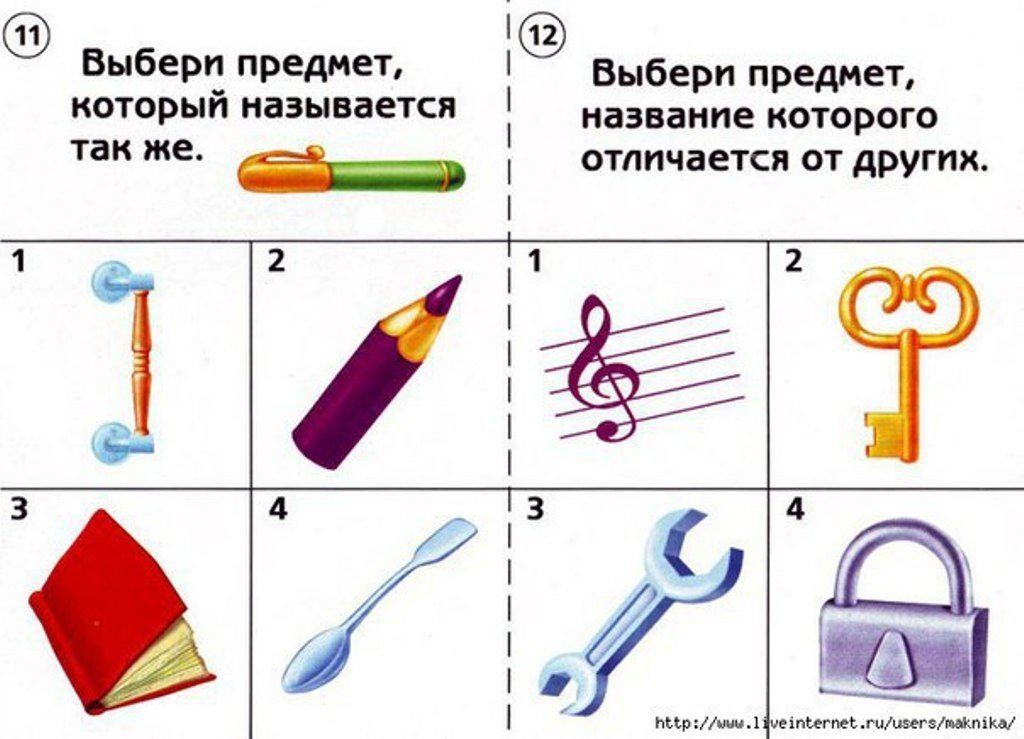 11
Выбери предмет,
который называется
так же.
1
2
3
4
12
Выбери предмет,
название которого
отличается от других.
1
2
3
4
http://www.liveinternet.ru/users/maknika/